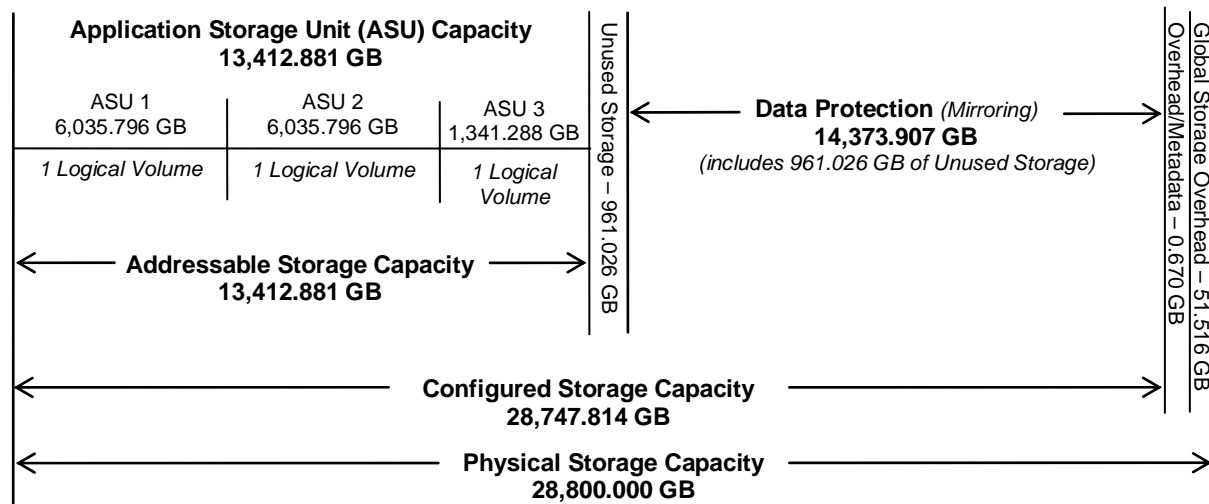 Application Storage Unit (ASU) Capacity
13,412.881 GB
ASU 1
6,035.796 GB
ASU 2
6,035.796 GB
ASU 3
1,341.288 GB
1 Logical Volume
1 Logical Volume
1 Logical
Volume
Addressable Storage Capacity
13,412.881 GB
Unused Storage – 961.026 GB
Data Protection (Mirroring)
14,373.907 GB
(includes 961.026 GB of Unused Storage)
Overhead/Metadata – 0.670 GB
Global Storage Overhead – 51.516 GB
Configured Storage Capacity
28,747.814 GB
Physical Storage Capacity
28,800.000 GB